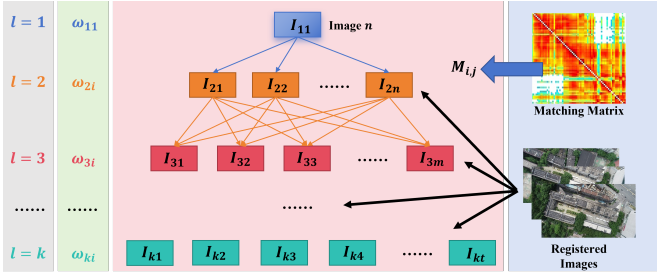 l = 1 ω₁₁ I₁₁ Image n
l = 2 ω₂ᵢ I₂₁ I₂₂ ...... I₂ₙ Mᵢ,ⱼ
Matching Matrix
l = 3 ω₃ᵢ I₃₁ I₃₂ I₃₃ ...... I₃ₘ
...... ...... ......
l = k ωₖᵢ Iₖ₁ Iₖ₂ Iₖ₃ Iₖ₄ ...... Iₖₜ
Registered
Images